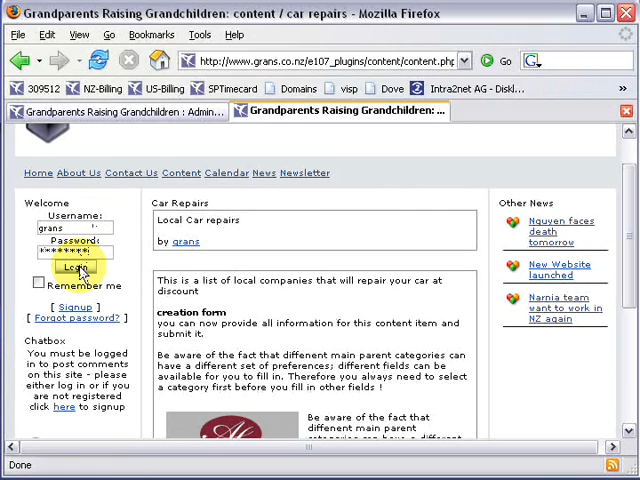 Grandparents Raising Grandchildren: content / car repairs - Mozilla Firefox
File Edit View Go Bookmarks Tools Help
http://www.grans.co.nz/e107_plugins/content/content.php
Go
309512 NZ-Billing US-Billing SPTimecard Domains visp Dove Intra2net AG - Diskl...
Grandparents Raising Grandchildren : Admin...
Grandparents Raising Grandchildren: ...
Home About Us Contact Us Content Calendar News Newsletter
Welcome
Username:
grans
Password:
********
Login
Remember me
[ Signup ]
[ Forgot password? ]
Chatbox
You must be logged
in to post comments
on this site - please
either log in or if you
are not registered
click here to signup
Car Repairs
Local Car repairs
by grans
This is a list of local companies that will repair your car at
discount
creation form
you can now provide all information for this content item and
submit it.
Be aware of the fact that different main parent categories can
have a different set of preferences; different fields can be
available for you to fill in. Therefore you always need to select
a category first before you fill in other fields !
Be aware of the fact that
different main parent
categories can have a
Other News
Nguyen faces
death
tomorrow
New Website
launched
Narnia team
want to work in
NZ again
Done